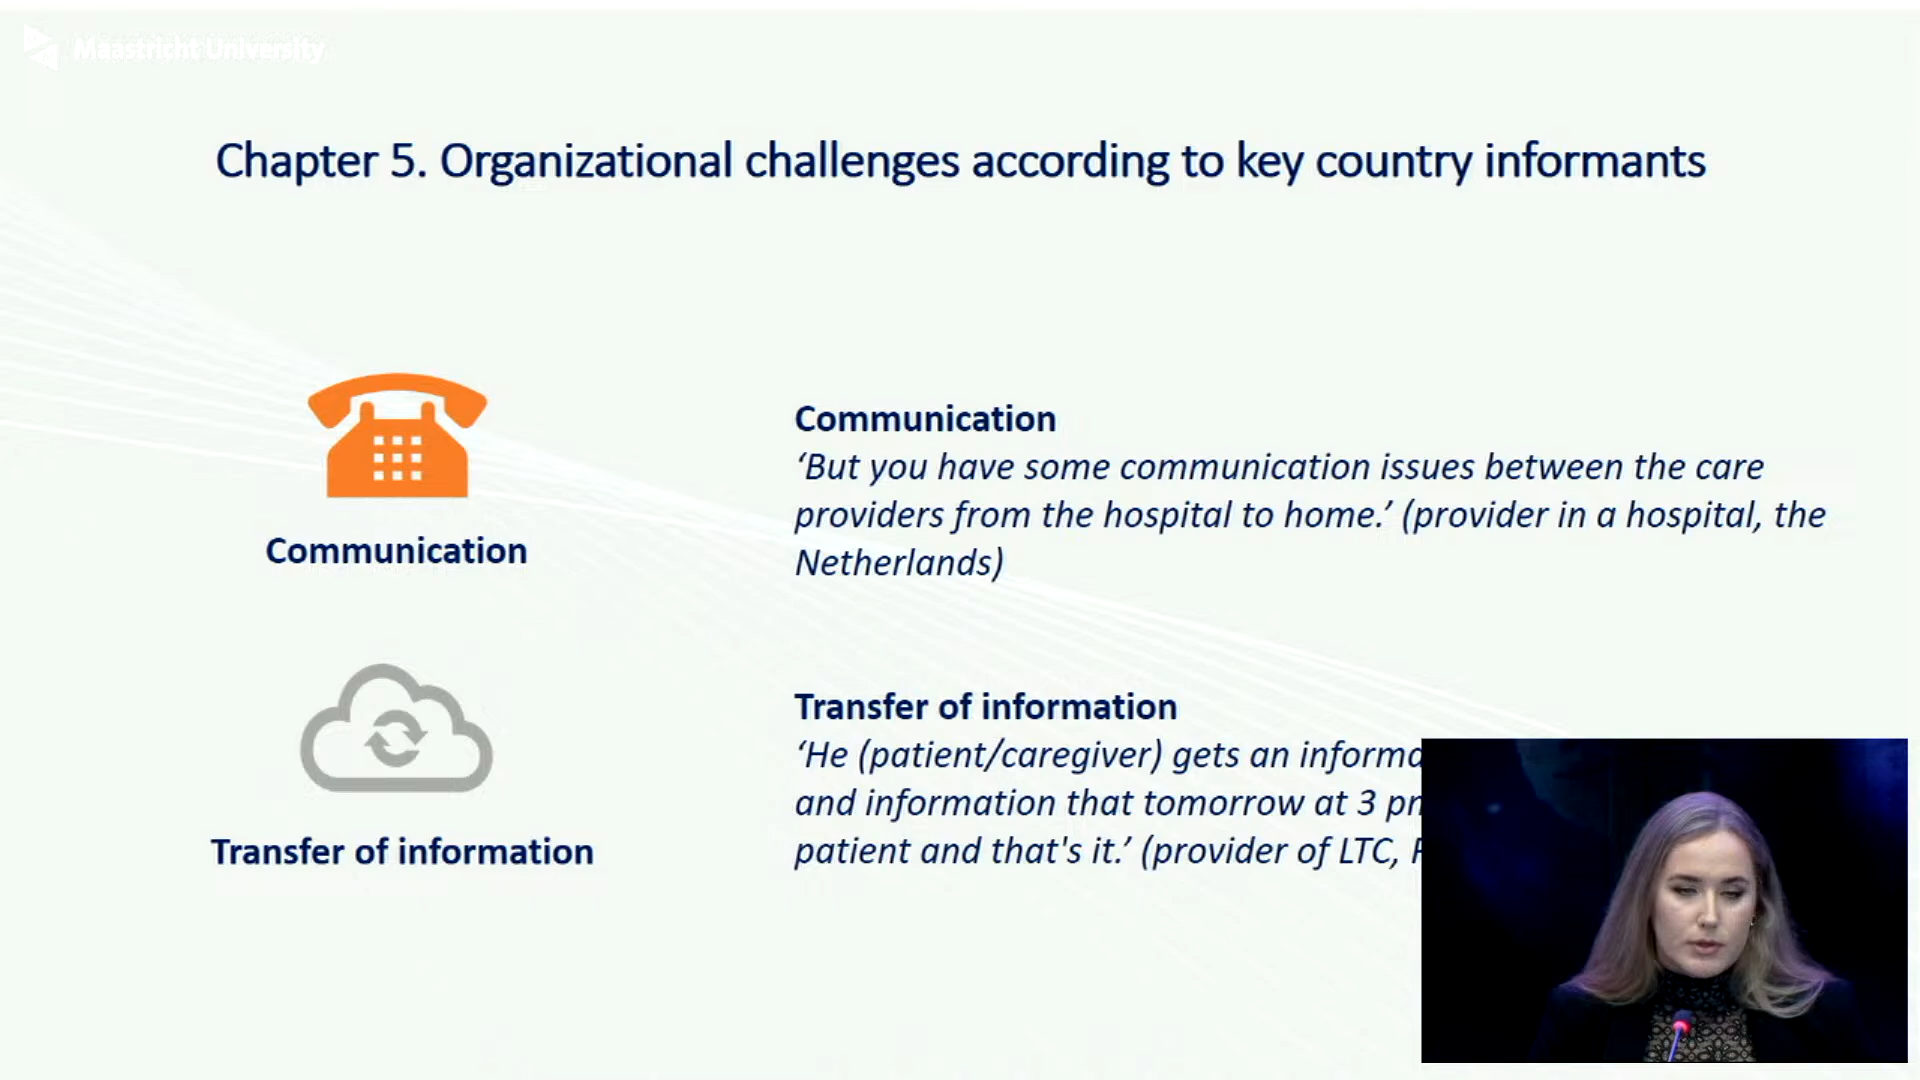 Maastricht University
Chapter 5. Organizational challenges according to key country informants
Communication
Communication
‘But you have some communication issues between the care
providers from the hospital to home.’ (provider in a hospital, the
Netherlands)
Transfer of information
Transfer of information
‘He (patient/caregiver) gets an
and information that tomorrow at 3
patient and that's it.’ (provider of LTC,